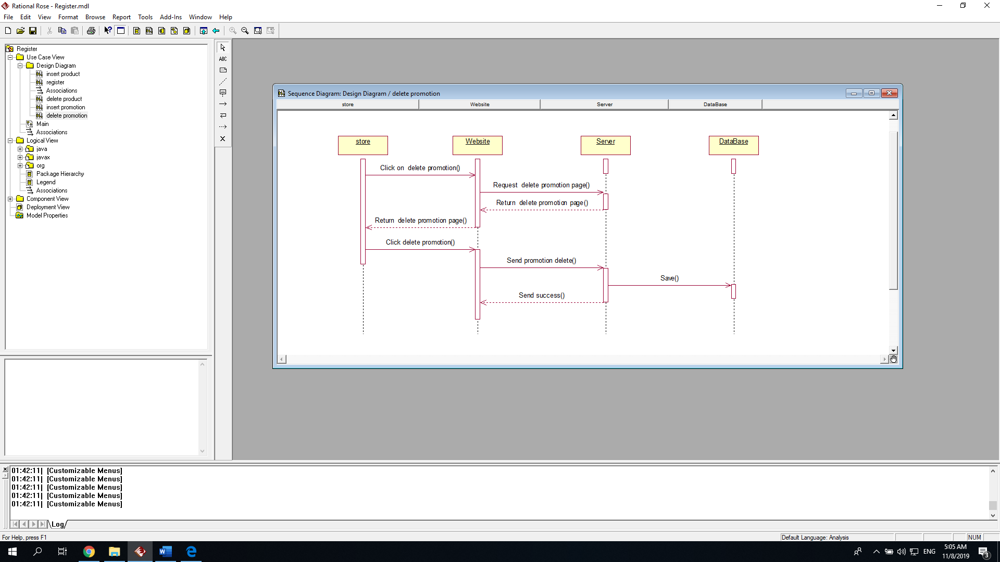 Rational Rose - Register.mdl
File Edit View Format Browse Report Tools Add-Ins Window Help
ABC
Register
Use Case View
Design Diagram
insert product
register
Associations
delete product
insert promotion
delete promotion
Main
Associations
Logical View
java
javax
org
Package Hierarchy
Legend
Associations
Component View
Deployment View
Model Properties
Sequence Diagram: Design Diagram / delete promotion
store Website Server DataBase
store Website Server DataBase
Click on  delete promotion()
Request  delete promotion page()
Return  delete promotion page()
Return  delete promotion page()
Click delete promotion()
Send promotion delete()
Save()
Send success()
01:42:11|  [Customizable Menus]
01:42:11|  [Customizable Menus]
01:42:11|  [Customizable Menus]
01:42:11|  [Customizable Menus]
01:42:11|  [Customizable Menus]
Log
For Help, press F1
Default Language: Analysis NUM
ENG
5:05 AM
11/8/2019
3